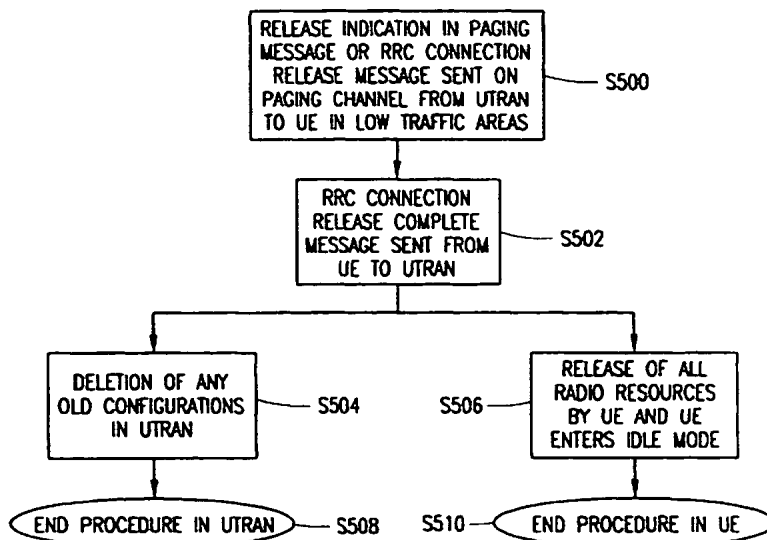 RELEASE INDICATION IN PAGING
MESSAGE OR RRC CONNECTION
RELEASE MESSAGE SENT ON
PAGING CHANNEL FROM UTRAN
TO UE IN LOW TRAFFIC AREAS
S500
RRC CONNECTION
RELEASE COMPLETE
MESSAGE SENT FROM
UE TO UTRAN
S502
DELETION OF ANY
OLD CONFIGURATIONS
IN UTRAN
S504
S506
RELEASE OF ALL
RADIO RESOURCES
BY UE AND UE
ENTERS IDLE MODE
END PROCEDURE IN UTRAN
S508
S510
END PROCEDURE IN UE